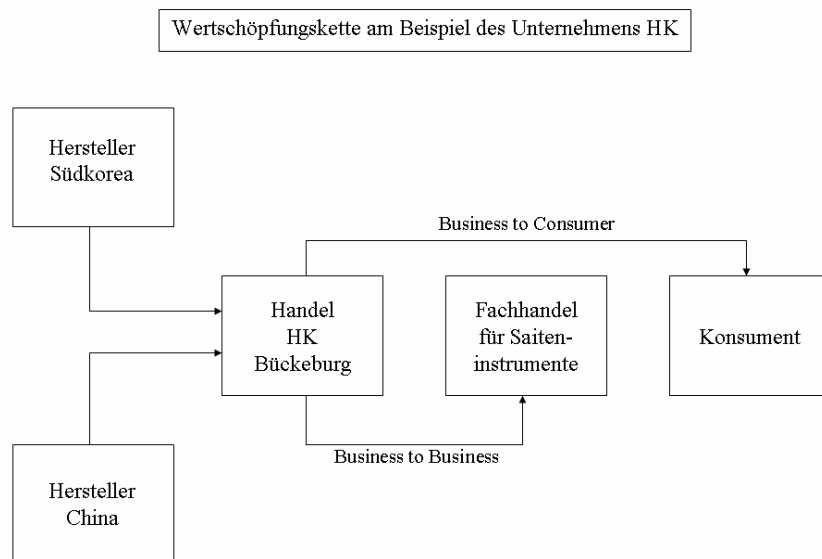 Wertschöpfungskette am Beispiel des Unternehmens HK
Hersteller
Südkorea
Business to Consumer
Handel
HK
Bückeburg
Fachhandel
für Saiten-
instrumente
Konsument
Business to Business
Hersteller
China